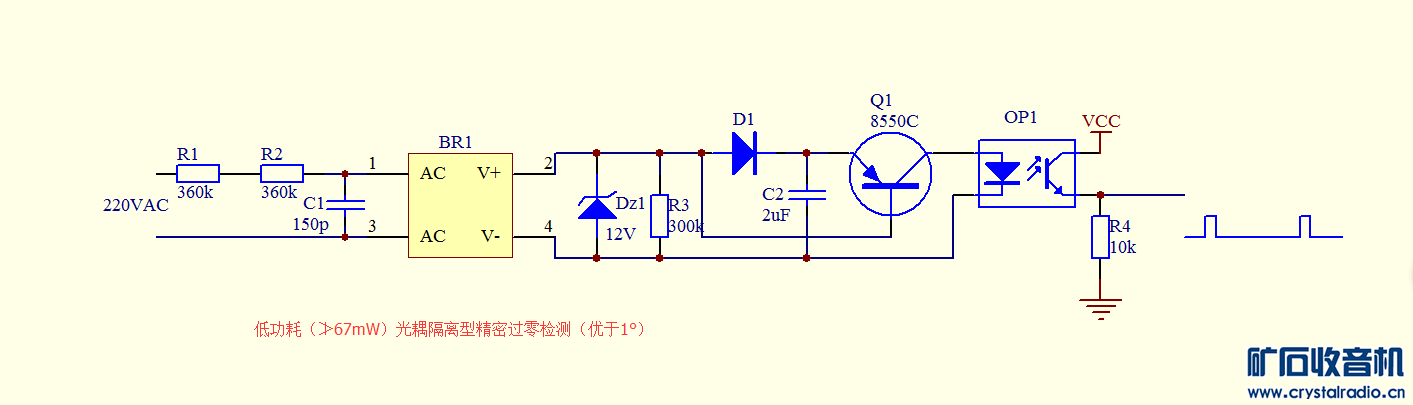 220VAC
R1
360k
R2
360k
C1
150p
1
3
BR1
AC
V+
AC
V-
2
4
Dz1
12V
R3
300k
D1
C2
2uF
Q1
8550C
OP1
VCC
R4
10k
低功耗（≯67mW）光耦隔离型精密过零检测（优于1°）
矿石收音机
www.crystalradio.cn